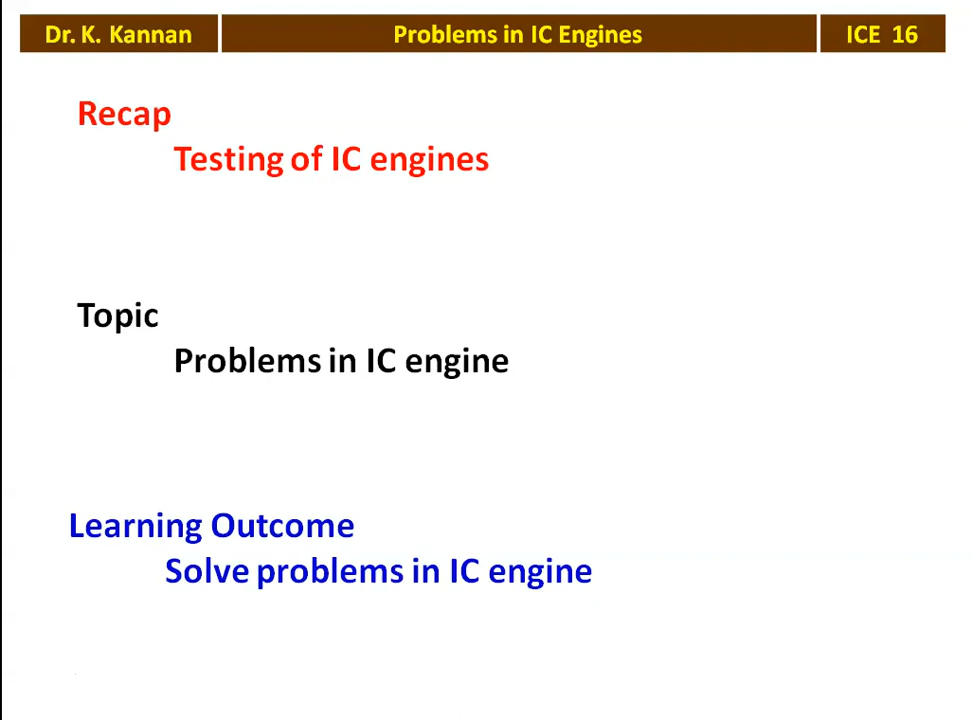 Dr. K. Kannan
Problems in IC Engines
ICE 16
Recap
Testing of IC engines
Topic
Problems in IC engine
Learning Outcome
Solve problems in IC engine